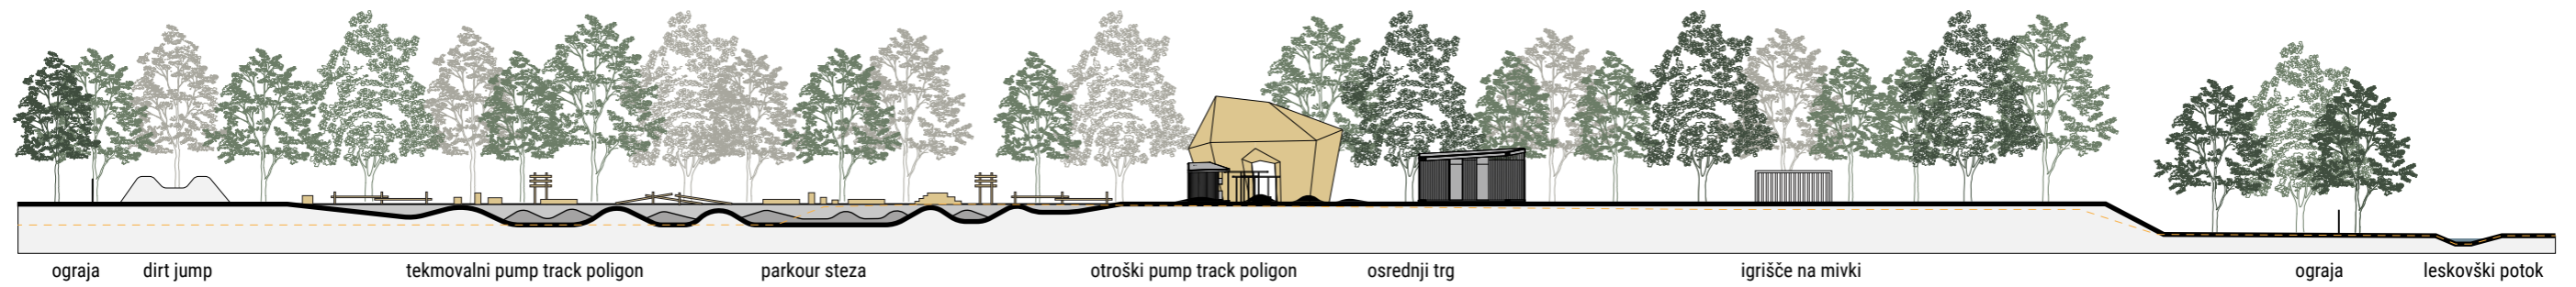 ograja
dirt jump
tekmovalni pump track poligon
parkour steza
otroški pump track poligon
osrednji trg
igrišče na mivki
ograja
leskovški potok